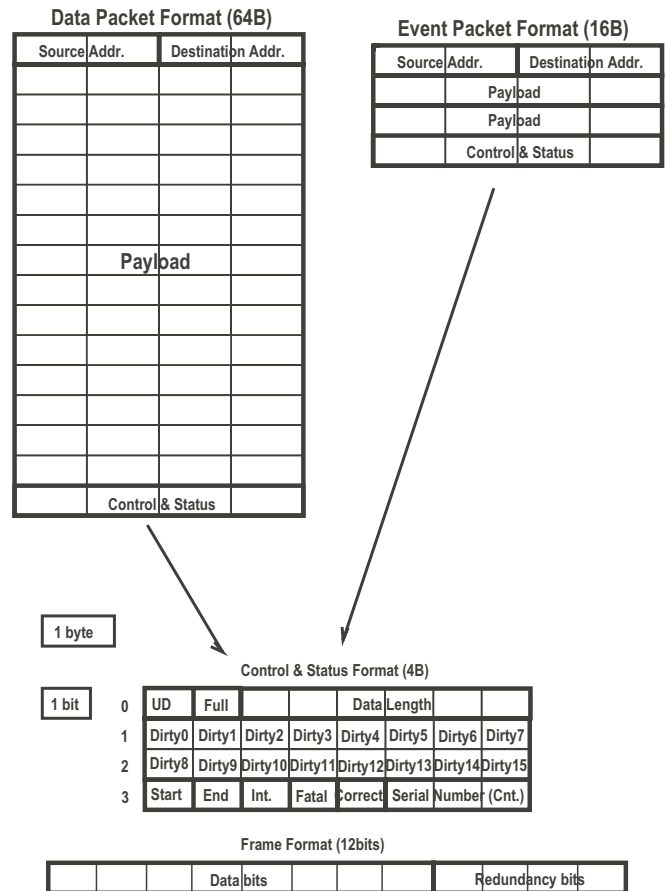 Data Packet Format (64B)
Source Addr. Destination Addr.
Payload
Control & Status
Event Packet Format (16B)
Source Addr. Destination Addr.
Payload
Payload
Control & Status
1 byte
Control & Status Format (4B)
1 bit
0 UD Full Data Length
1 Dirty0 Dirty1 Dirty2 Dirty3 Dirty4 Dirty5 Dirty6 Dirty7
2 Dirty8 Dirty9 Dirty10 Dirty11 Dirty12 Dirty13 Dirty14 Dirty15
3 Start End Int. Fatal Correct Serial Number (Cnt.)
Frame Format (12bits)
Data bits Redundancy bits